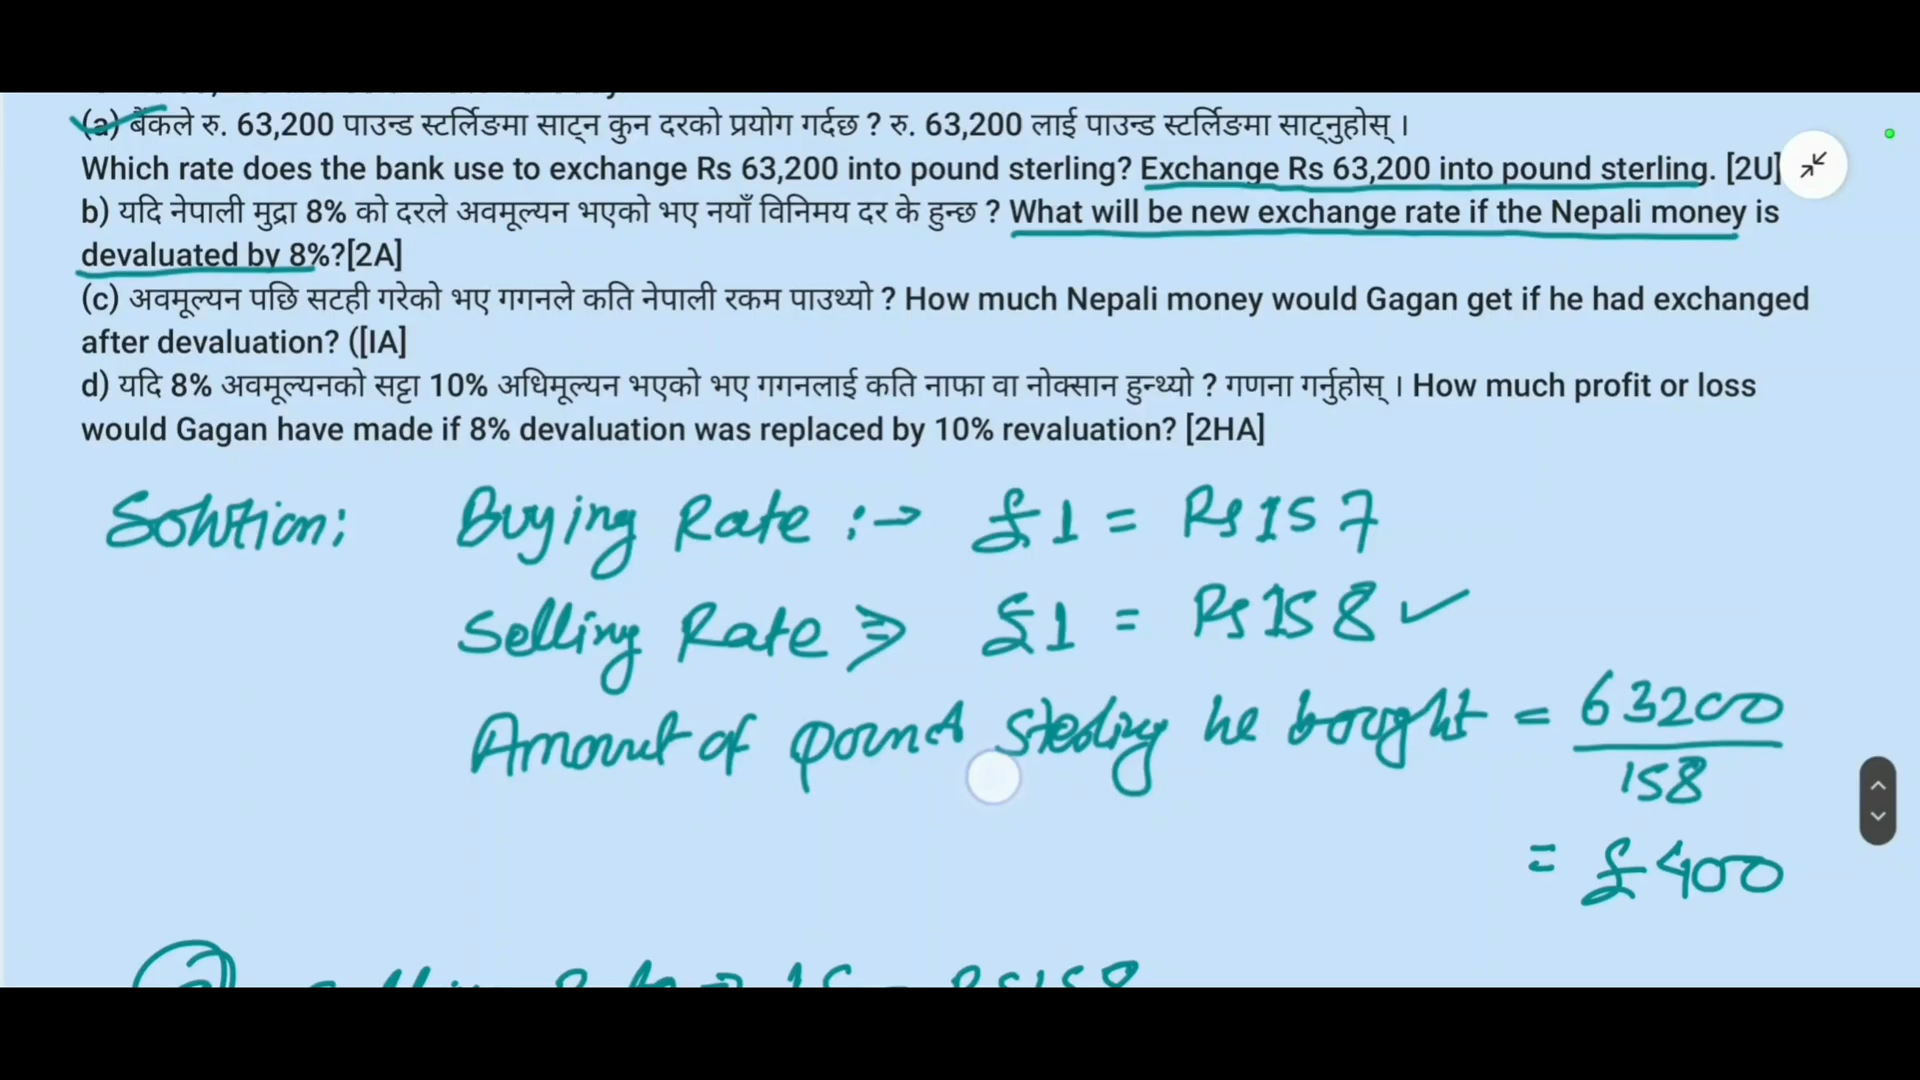 (a) बैंकले रु. 63,200 पाउन्ड स्टर्लिङमा साट्न कुन दरको प्रयोग गर्दछ ? रु. 63,200 लाई पाउन्ड स्टर्लिङमा साट्नुहोस् ।
Which rate does the bank use to exchange Rs 63,200 into pound sterling? Exchange Rs 63,200 into pound sterling. [2U]
b) यदि नेपाली मुद्रा 8% को दरले अवमूल्यन भएको भए नयाँ विनिमय दर के हुन्छ ? What will be new exchange rate if the Nepali money is
devaluated by 8%?[2A]
(c) अवमूल्यन पछि सटही गरेको भए गगनले कति नेपाली रकम पाउथ्यो ? How much Nepali money would Gagan get if he had exchanged
after devaluation? ([IA]
d) यदि 8% अवमूल्यनको सट्टा 10% अधिमूल्यन भएको भए गगनलाई कति नाफा वा नोक्सान हुन्थ्यो ? गणना गर्नुहोस् । How much profit or loss
would Gagan have made if 8% devaluation was replaced by 10% revaluation? [2HA]
Solution; Buying Rate :→ £1 = Rs 157
Selling Rate ⇒ £1 = Rs 158 ✓
Amount of pound sterling he bought = 63200
158
= £400